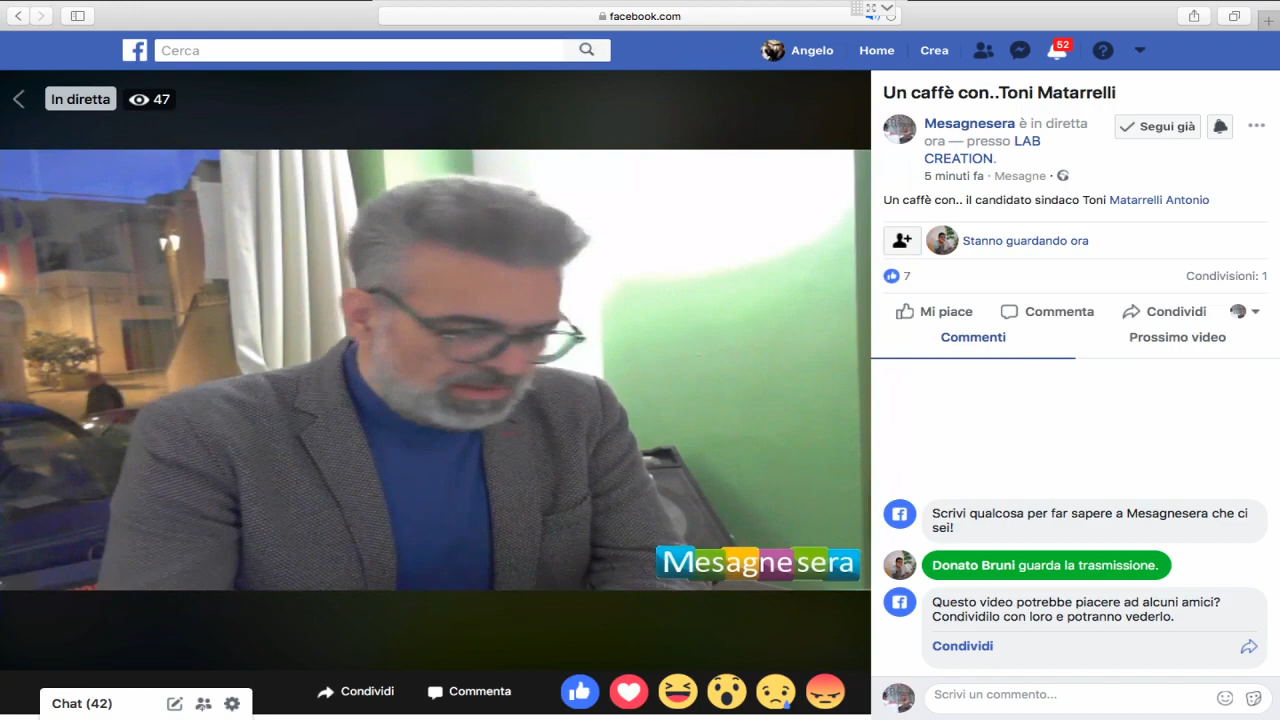 facebook.com
Cerca
Angelo
Home
Crea
52
In diretta
47
Mesagnesera
Condividi
Commenta
Chat (42)
Un caffè con..Toni Matarrelli
Mesagnesera è in diretta
ora — presso LAB
CREATION.
5 minuti fa · Mesagne ·
Segui già
Un caffè con.. il candidato sindaco Toni Matarrelli Antonio
Stanno guardando ora
7
Condivisioni: 1
Mi piace
Commenta
Condividi
Commenti
Prossimo video
Scrivi qualcosa per far sapere a Mesagnesera che ci
sei!
Donato Bruni guarda la trasmissione.
Questo video potrebbe piacere ad alcuni amici?
Condividilo con loro e potranno vederlo.
Condividi
Scrivi un commento...